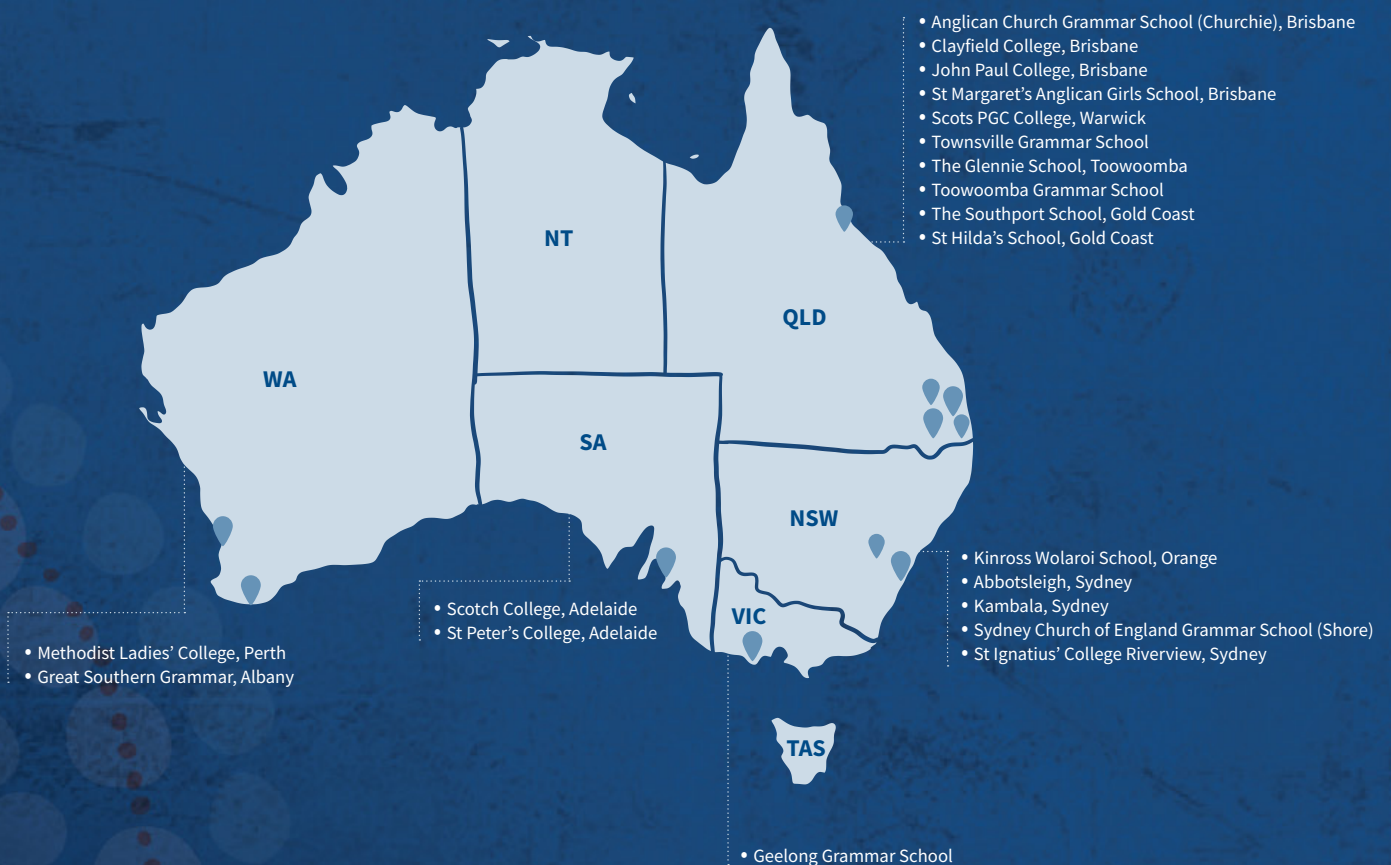 • Anglican Church Grammar School (Churchie), Brisbane
• Clayfield College, Brisbane
• John Paul College, Brisbane
• St Margaret’s Anglican Girls School, Brisbane
• Scots PGC College, Warwick
• Townsville Grammar School
• The Glennie School, Toowoomba
• Toowoomba Grammar School
• The Southport School, Gold Coast
• St Hilda’s School, Gold Coast
NT
QLD
WA
SA
NSW
• Kinross Wolaroi School, Orange
• Abbotsleigh, Sydney
• Kambala, Sydney
• Sydney Church of England Grammar School (Shore)
• St Ignatius’ College Riverview, Sydney
• Scotch College, Adelaide
• St Peter’s College, Adelaide
VIC
• Methodist Ladies’ College, Perth
• Great Southern Grammar, Albany
TAS
• Geelong Grammar School